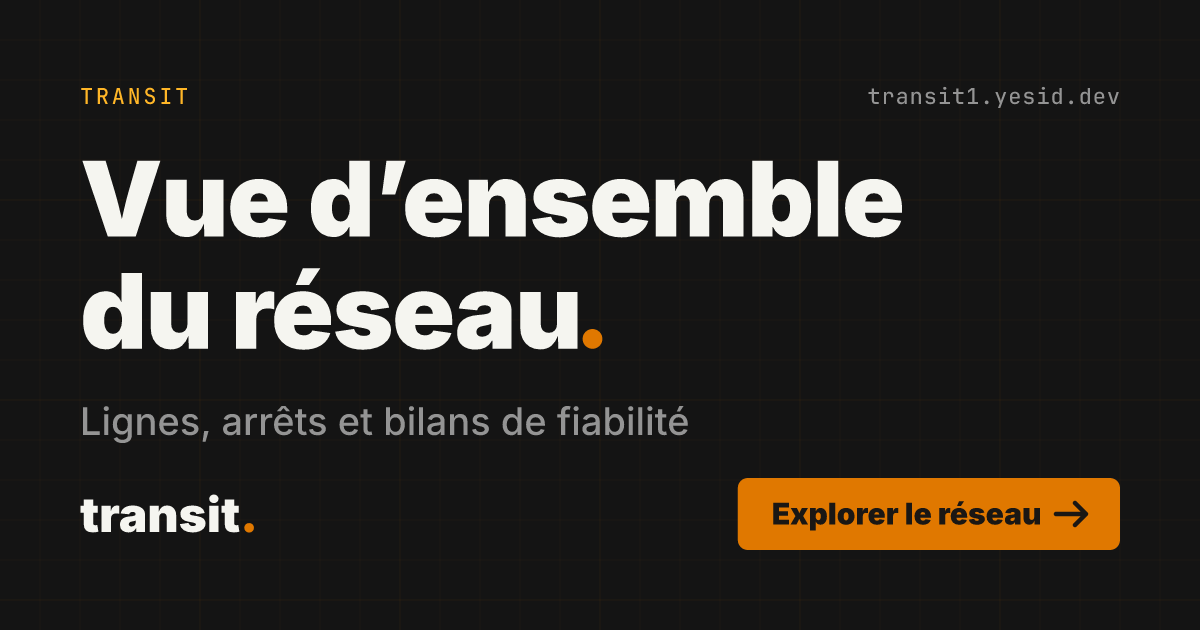 TRANSIT
transit1.yesid.dev
Vue d’ensemble
du réseau.
Lignes, arrêts et bilans de fiabilité
transit.
Explorer le réseau →